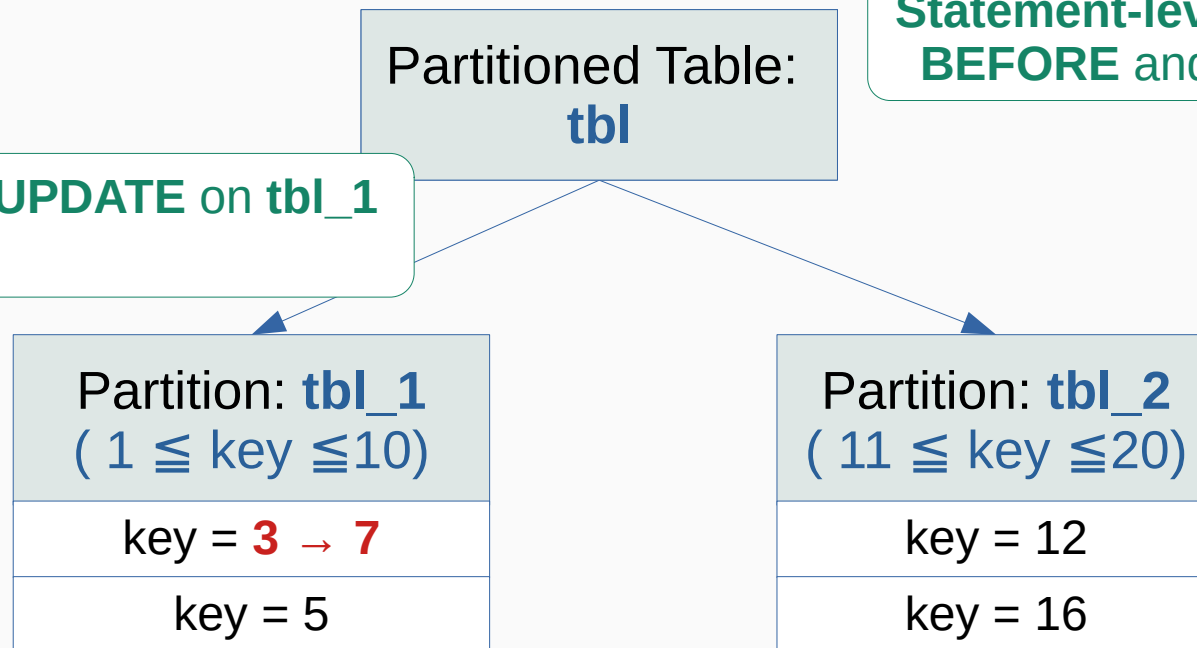 Statement-lev
BEFORE and
Partitioned Table:
tbl
UPDATE on tbl_1
Partition: tbl_1
( 1 ≦ key ≦10)
key = 3 → 7
key = 5
Partition: tbl_2
( 11 ≦ key ≦20)
key = 12
key = 16